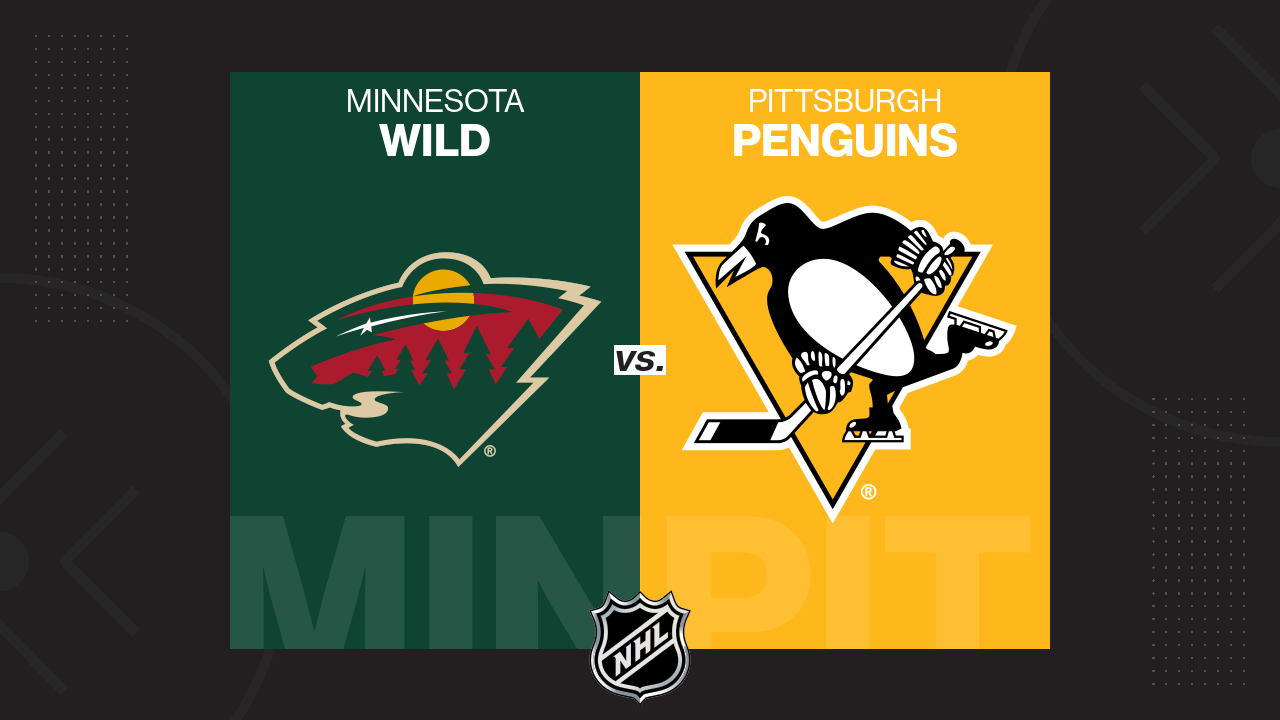 MINNESOTA
WILD
PITTSBURGH
PENGUINS
VS.
®
®
MIN
PIT
NHL